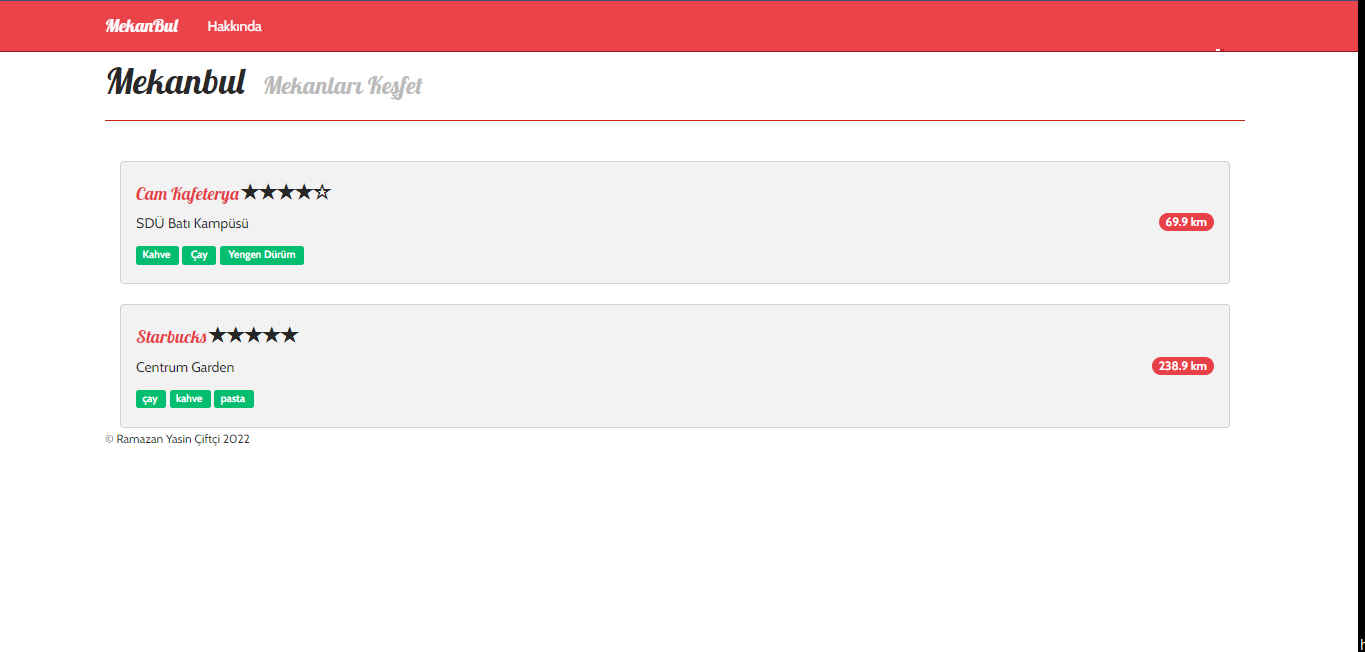 MekanBul Hakkında
Mekanbul Mekanları Keşfet
Cam Kafeterya ★★★★☆
SDÜ Batı Kampüsü
69.9 km
Kahve Çay Yengen Dürüm
Starbucks ★★★★★
Centrum Garden
238.9 km
çay kahve pasta
© Ramazan Yasin Çiftçi 2022